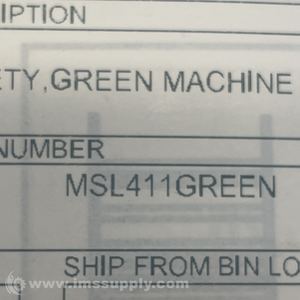 IPTION
ETY,GREEN MACHINE
NUMBER
MSL411GREEN
SHIP FROM BIN LO
© www.imssupply.com